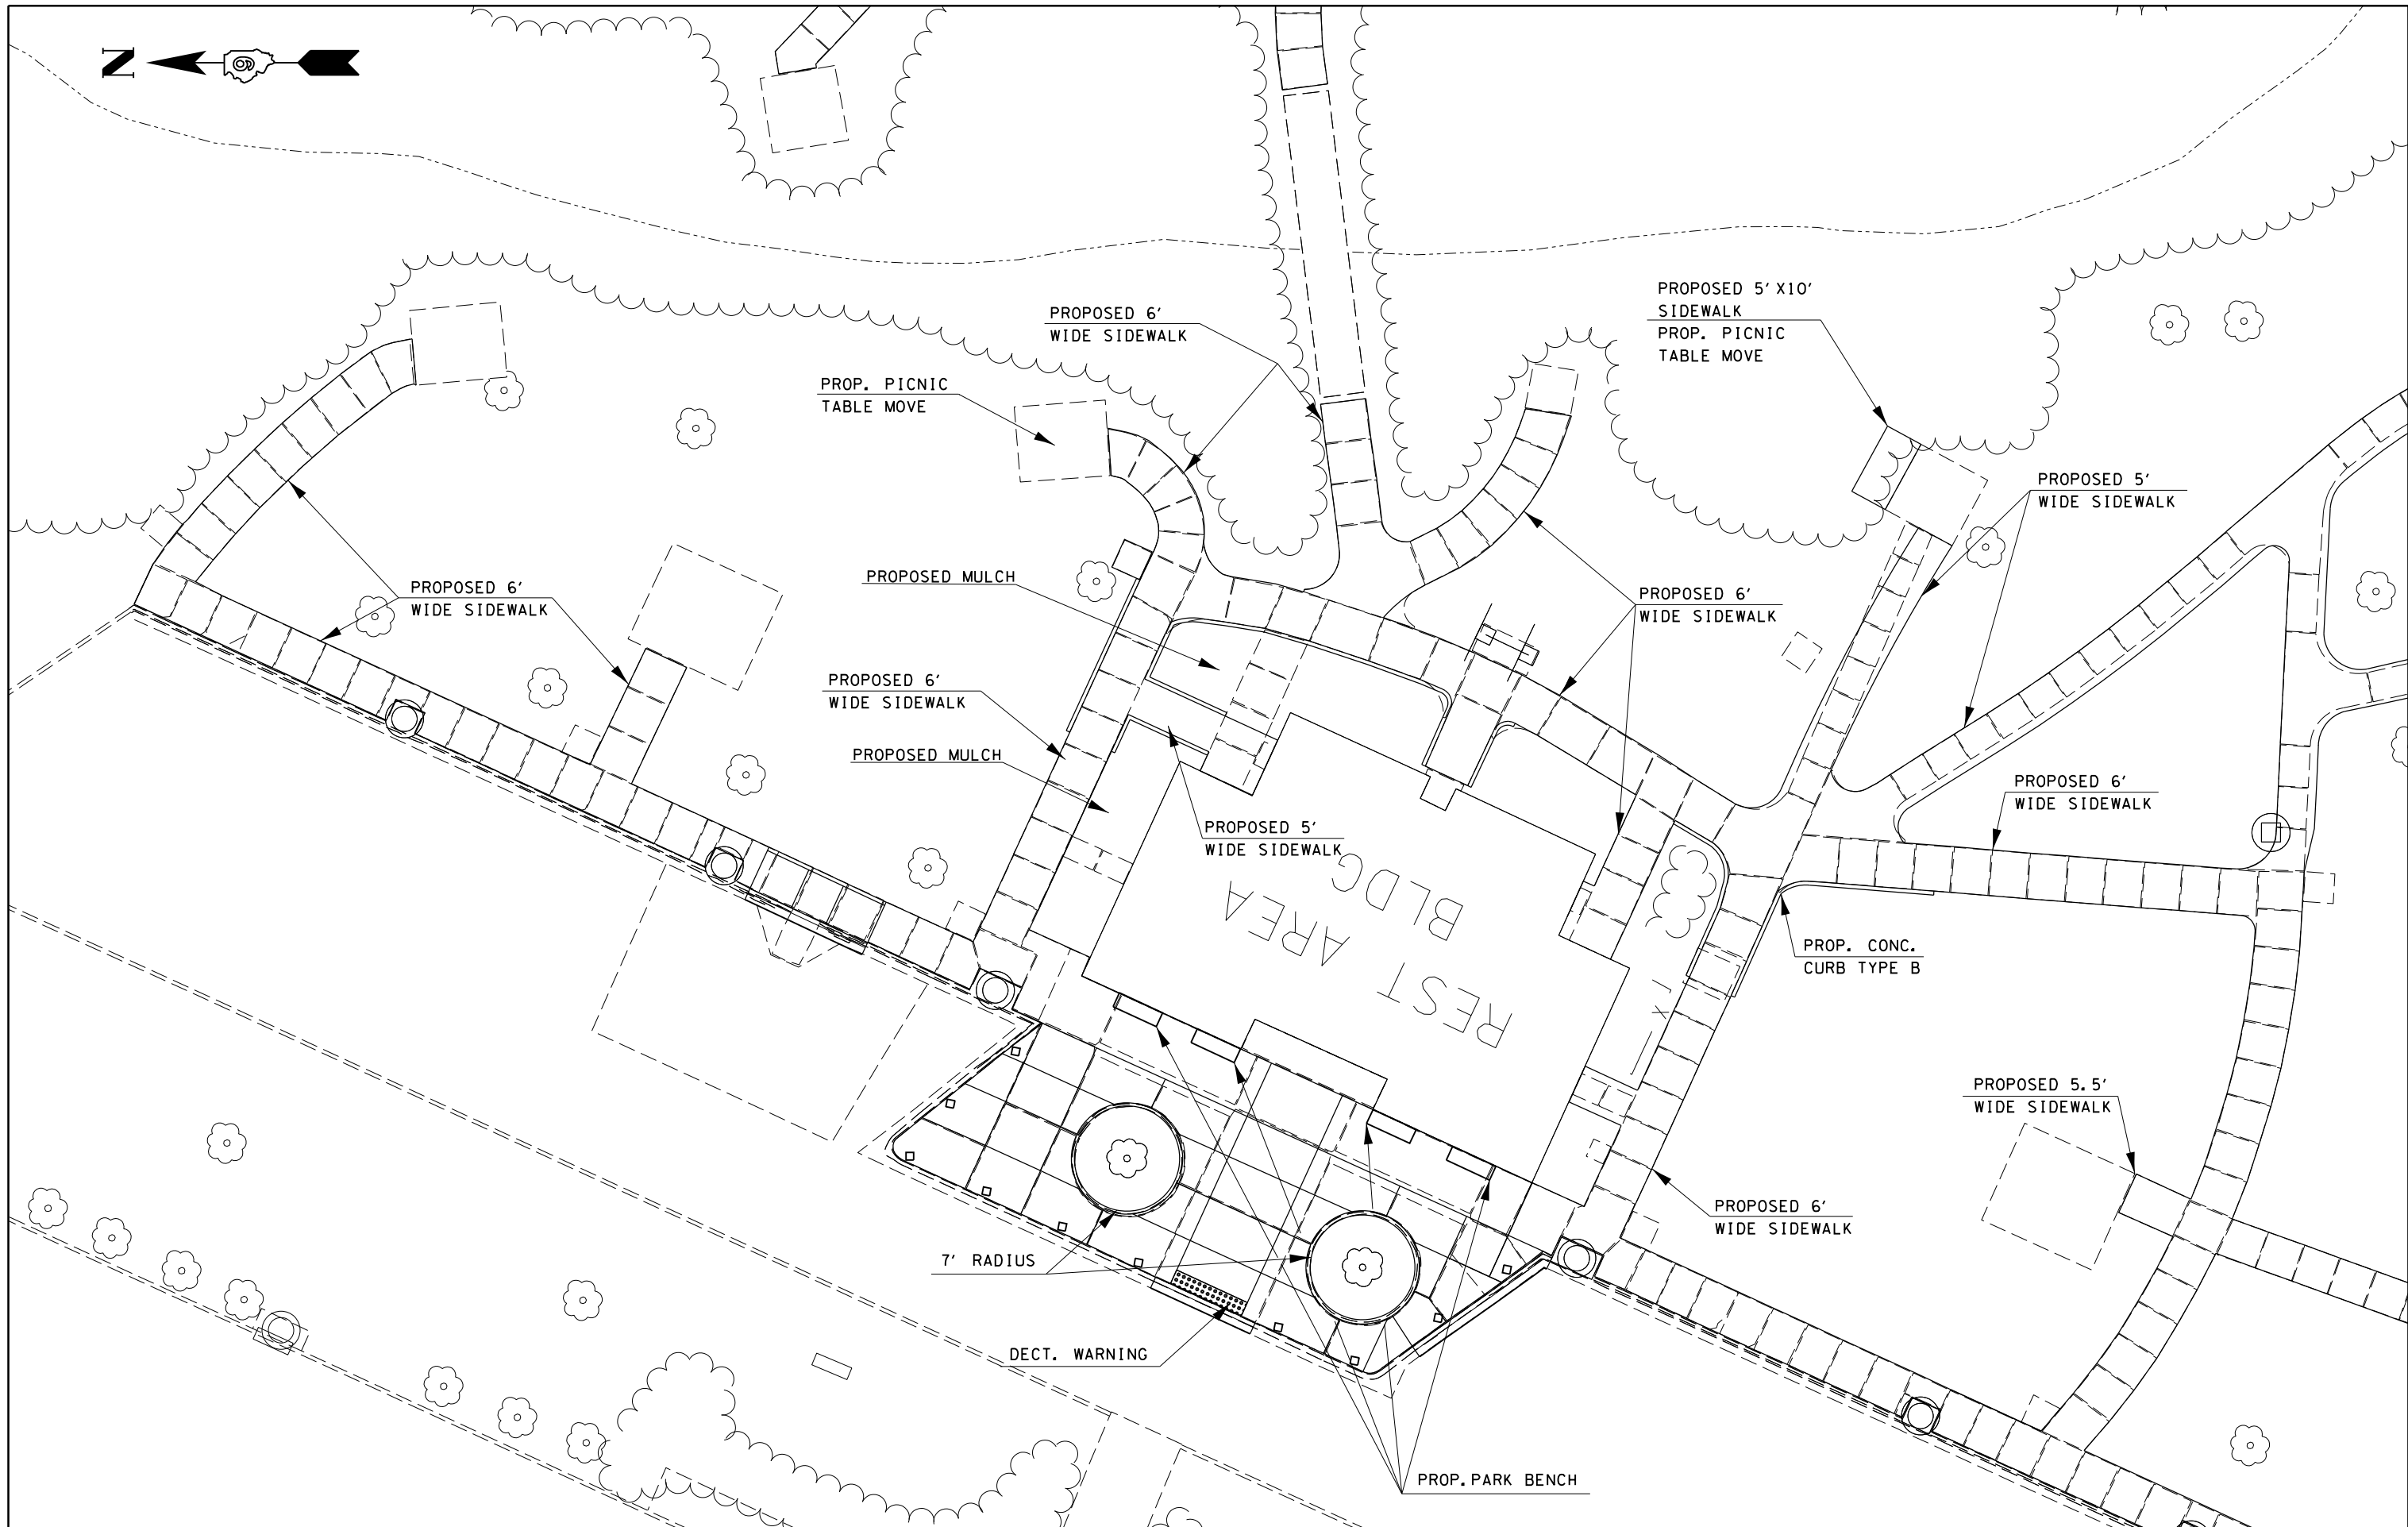 N
9
PROPOSED 5' X10'
SIDEWALK
PROP. PICNIC
TABLE MOVE
PROPOSED 6'
WIDE SIDEWALK
PROP. PICNIC
TABLE MOVE
PROPOSED 5'
WIDE SIDEWALK
PROPOSED MULCH
PROPOSED 6'
WIDE SIDEWALK
PROPOSED 6'
WIDE SIDEWALK
PROPOSED 6'
WIDE SIDEWALK
PROPOSED MULCH
PROPOSED 6'
WIDE SIDEWALK
PROPOSED 5'
WIDE SIDEWALK
REST AREA
BLDG
PROP. CONC.
CURB TYPE B
X
PROPOSED 5.5'
WIDE SIDEWALK
PROPOSED 6'
WIDE SIDEWALK
7' RADIUS
DECT. WARNING
PROP.PARK BENCH